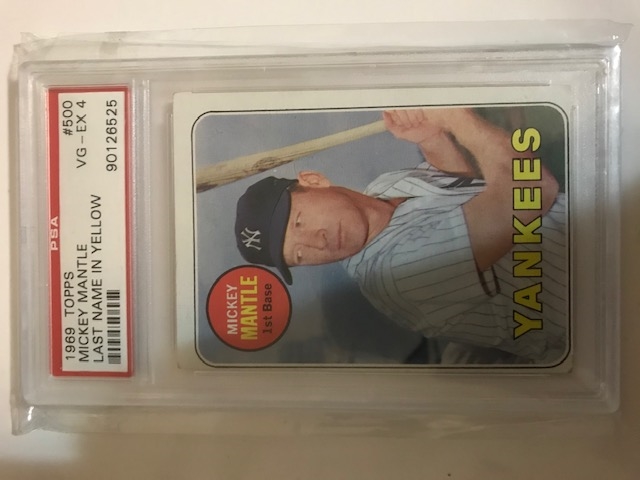 1969 TOPPS #500
MICKEY MANTLE VG - EX 4
LAST NAME IN YELLOW
90126525
PSA
MICKEY
MANTLE
1st Base
NY
YANKEES